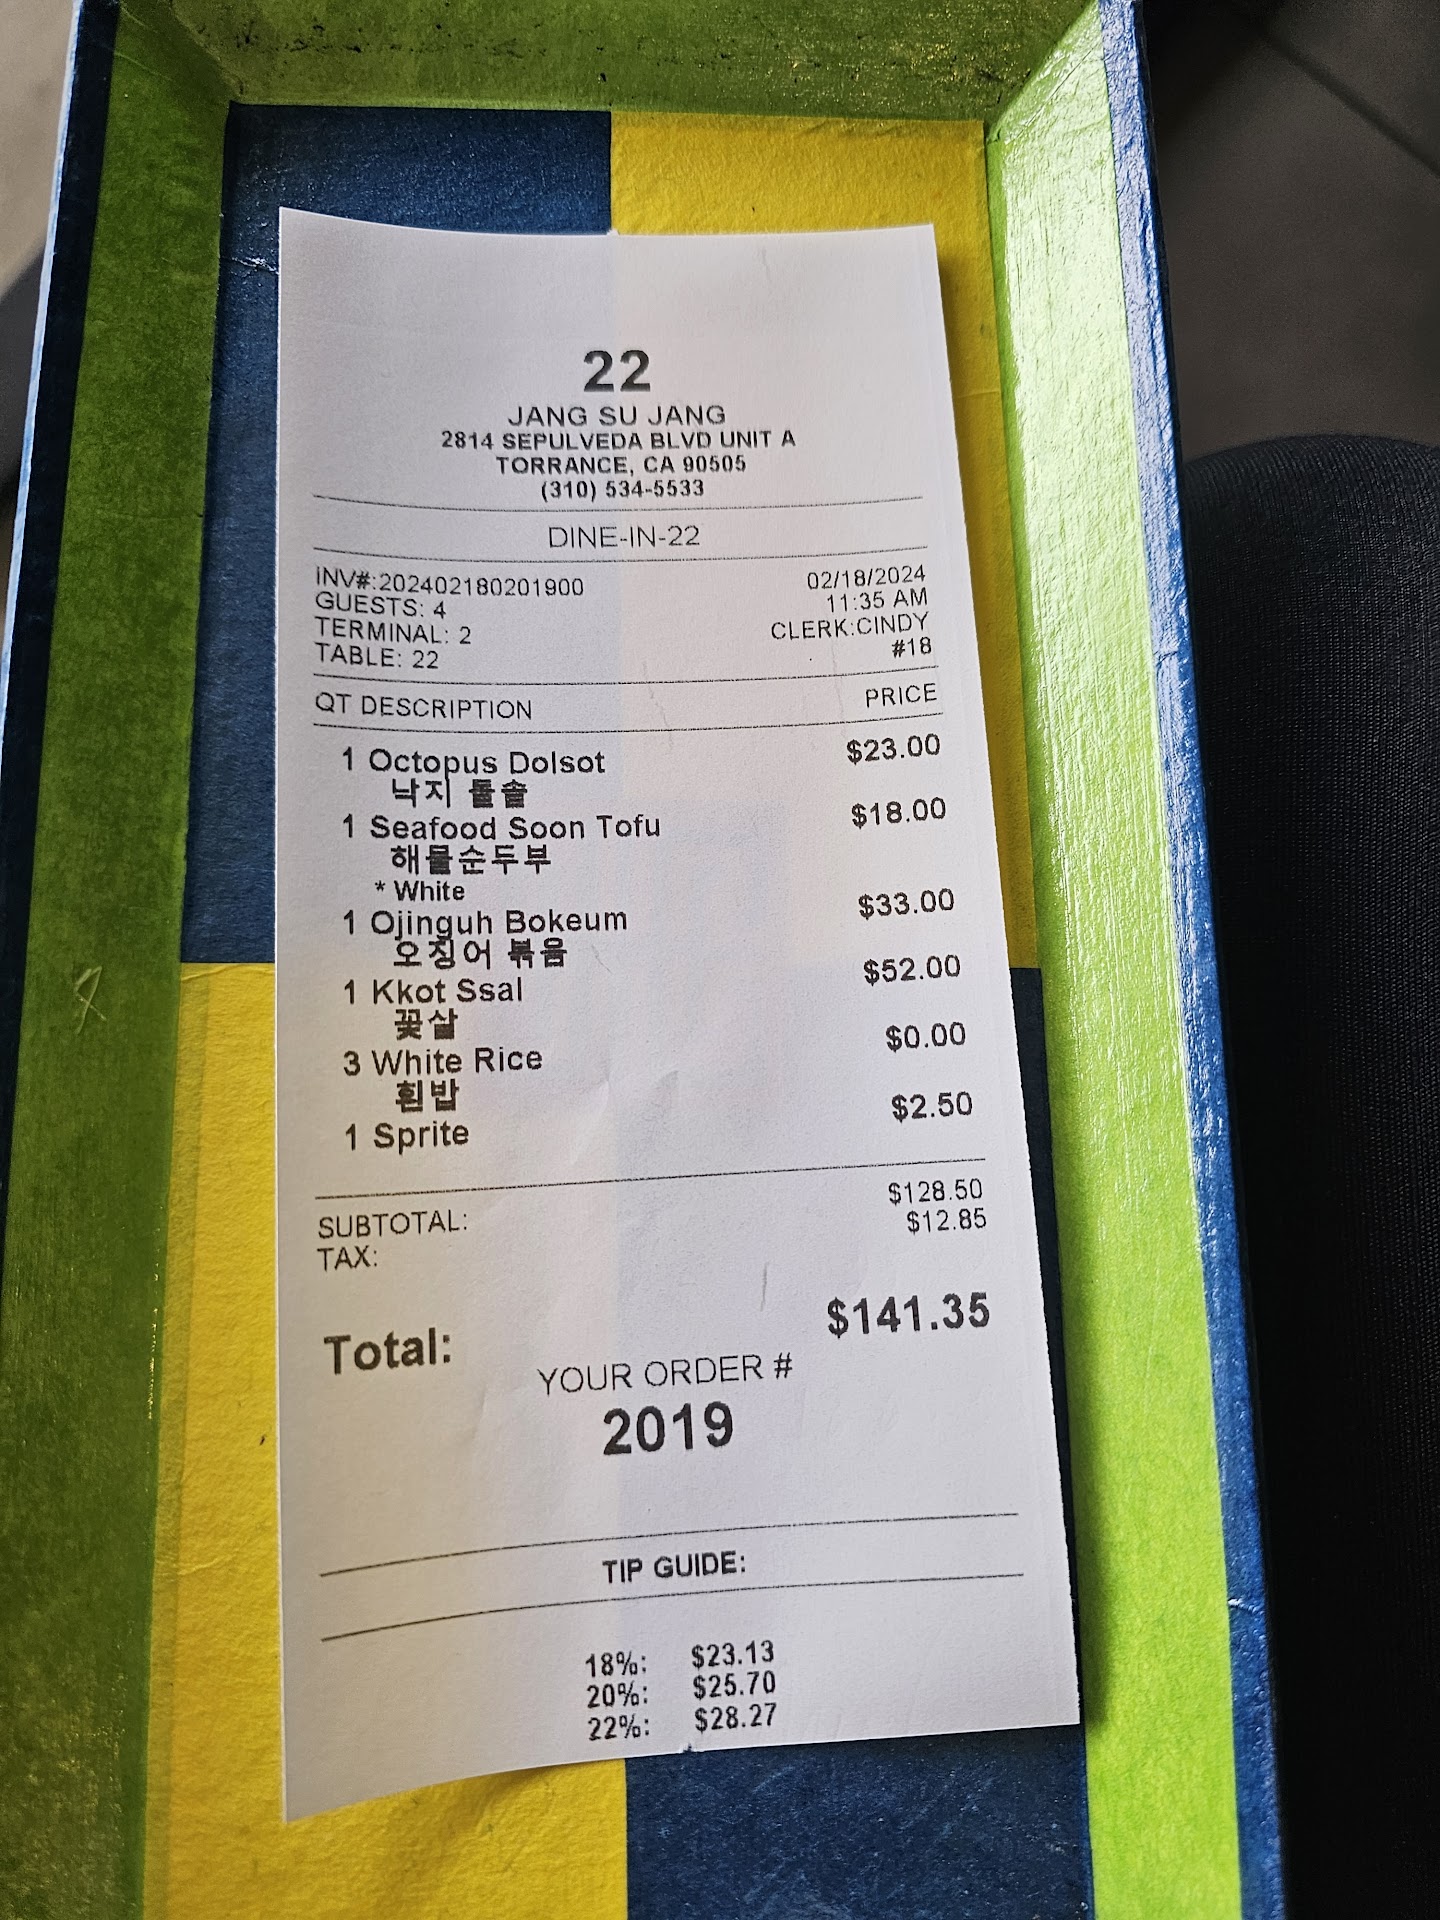 22
JANG SU JANG
2814 SEPULVEDA BLVD UNIT A
TORRANCE, CA 90505
(310) 534-5533
DINE-IN-22
INV#:202402180201900 02/18/2024
GUESTS: 4 11:35 AM
TERMINAL: 2 CLERK:CINDY
TABLE: 22 #18
QT DESCRIPTION PRICE
1 Octopus Dolsot $23.00
낙지 돌솥
1 Seafood Soon Tofu $18.00
해물순두부
* White
1 Ojinguh Bokeum $33.00
오징어 볶음
1 Kkot Ssal $52.00
꽃살
3 White Rice $0.00
흰밥
1 Sprite $2.50
SUBTOTAL: $128.50
TAX: $12.85
Total: $141.35
YOUR ORDER #
2019
TIP GUIDE:
18%: $23.13
20%: $25.70
22%: $28.27